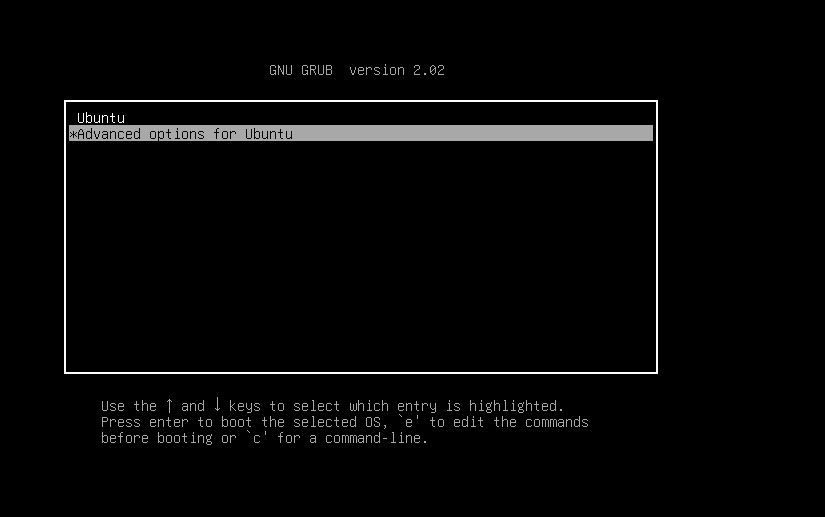 GNU GRUB  version 2.02
Ubuntu
*Advanced options for Ubuntu
Use the ↑ and ↓ keys to select which entry is highlighted.
Press enter to boot the selected OS, `e' to edit the commands
before booting or `c' for a command-line.